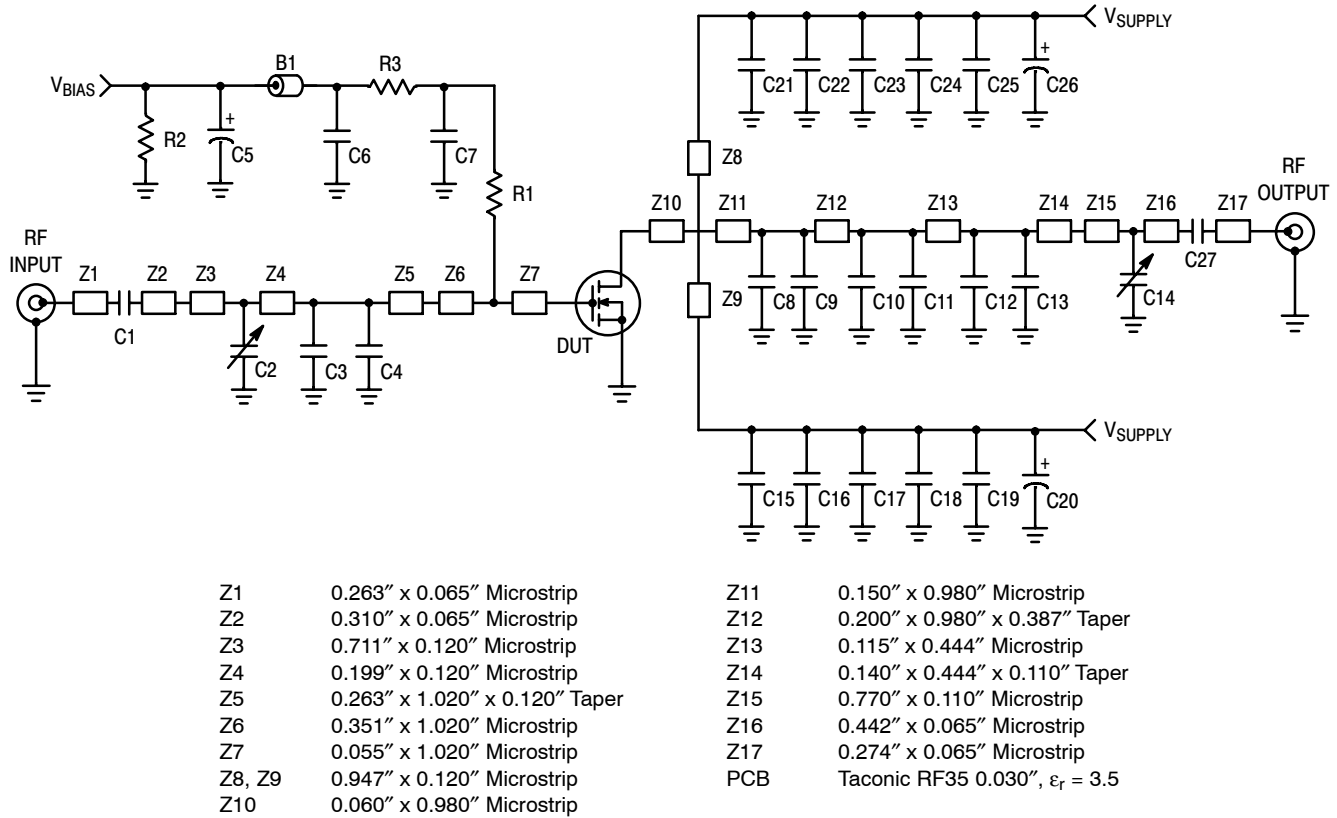 V_SUPPLY
C21 C22 C23 C24 C25 + C26
V_BIAS B1 R3
R2 + C5 C6 C7 R1
Z8
RF OUTPUT
Z10 Z11 Z12 Z13 Z14 Z15 Z16 Z17
C27
C8 C9 C10 C11 C12 C13 C14
RF INPUT
Z1 Z2 Z3 Z4 Z5 Z6 Z7
C1
C2 C3 C4
DUT
Z9
V_SUPPLY
C15 C16 C17 C18 C19 + C20
Z1 0.263″ x 0.065″ Microstrip
Z2 0.310″ x 0.065″ Microstrip
Z3 0.711″ x 0.120″ Microstrip
Z4 0.199″ x 0.120″ Microstrip
Z5 0.263″ x 1.020″ x 0.120″ Taper
Z6 0.351″ x 1.020″ Microstrip
Z7 0.055″ x 1.020″ Microstrip
Z8, Z9 0.947″ x 0.120″ Microstrip
Z10 0.060″ x 0.980″ Microstrip
Z11 0.150″ x 0.980″ Microstrip
Z12 0.200″ x 0.980″ x 0.387″ Taper
Z13 0.115″ x 0.444″ Microstrip
Z14 0.140″ x 0.444″ x 0.110″ Taper
Z15 0.770″ x 0.110″ Microstrip
Z16 0.442″ x 0.065″ Microstrip
Z17 0.274″ x 0.065″ Microstrip
PCB Taconic RF35 0.030″, εr = 3.5